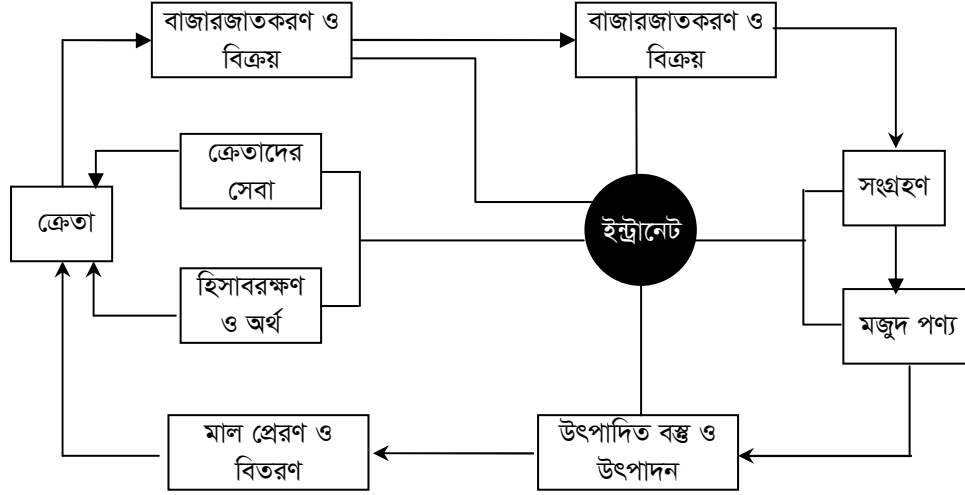 বাজারজাতকরণ ও
বিক্রয়
বাজারজাতকরণ ও
বিক্রয়
ক্রেতাদের
সেবা
সংগ্রহণ
ক্রেতা
ইন্ট্রানেট
হিসাবরক্ষণ
ও অর্থ
মজুদ পণ্য
মাল প্রেরণ ও
বিতরণ
উৎপাদিত বস্তু ও
উৎপাদন